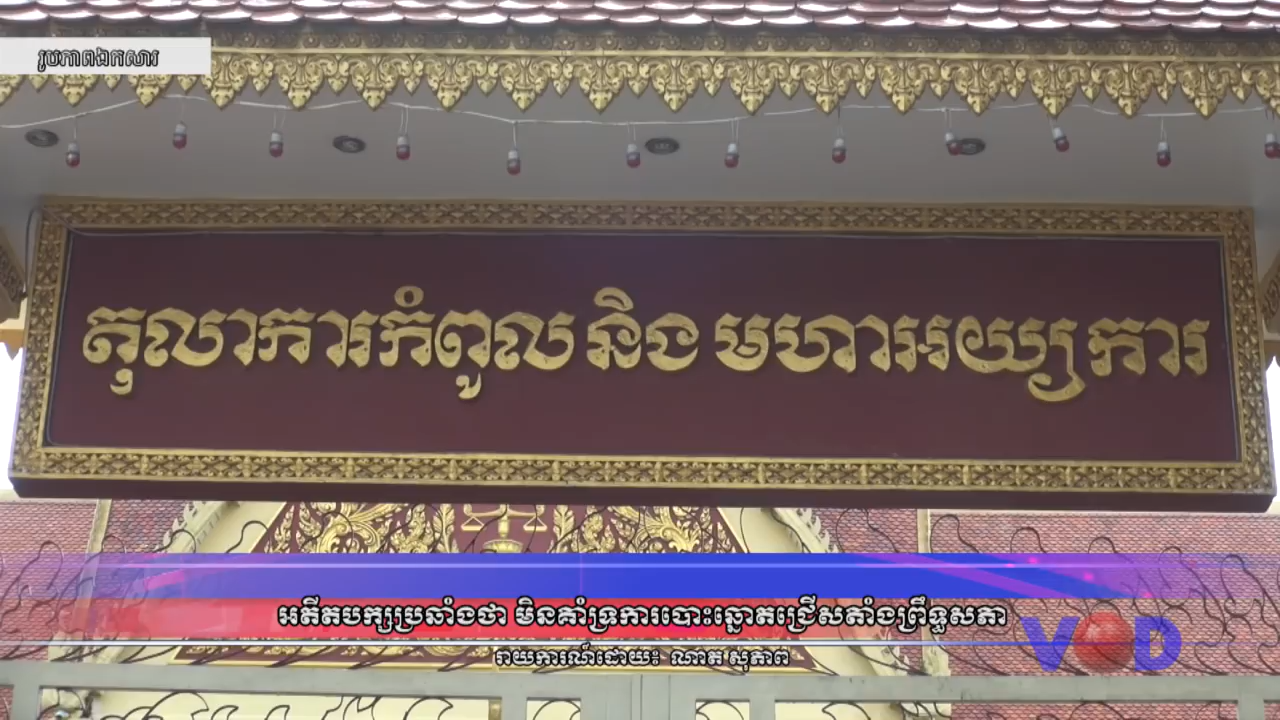 រូបភាពឯកសារ
តុលាការកំពូល និង មហាអយ្យការ
អតីតបក្សប្រឆាំងថា មិនគាំទ្រការបោះឆ្នោតជ្រើសតាំងព្រឹទ្ធសភា
VOD
រាយការណ៍ដោយ៖ ណាត សុភាព